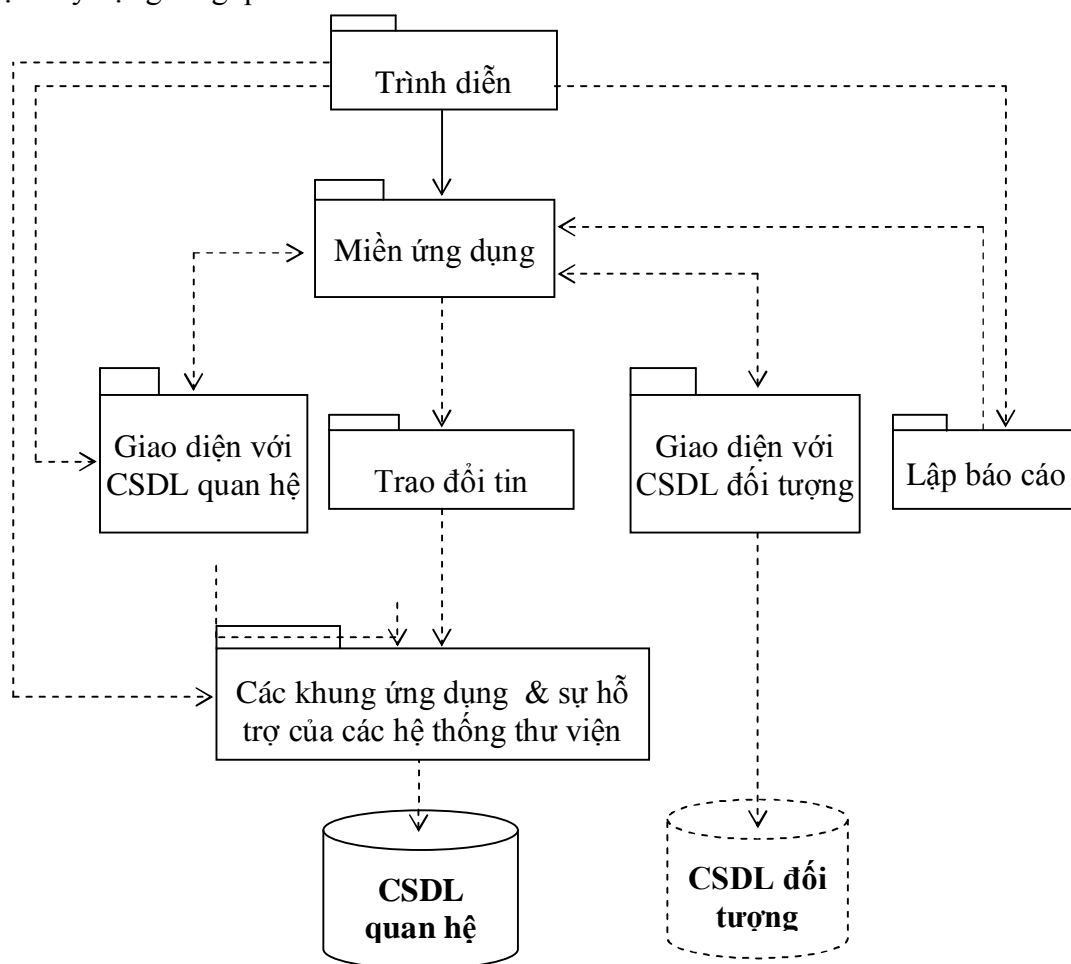 Trình diễn
Miền ứng dụng
Giao diện với
CSDL quan hệ
Trao đổi tin
Giao diện với
CSDL đối tượng
Lập báo cáo
Các khung ứng dụng & sự hỗ
trợ của các hệ thống thư viện
CSDL
quan hệ
CSDL đối
tượng